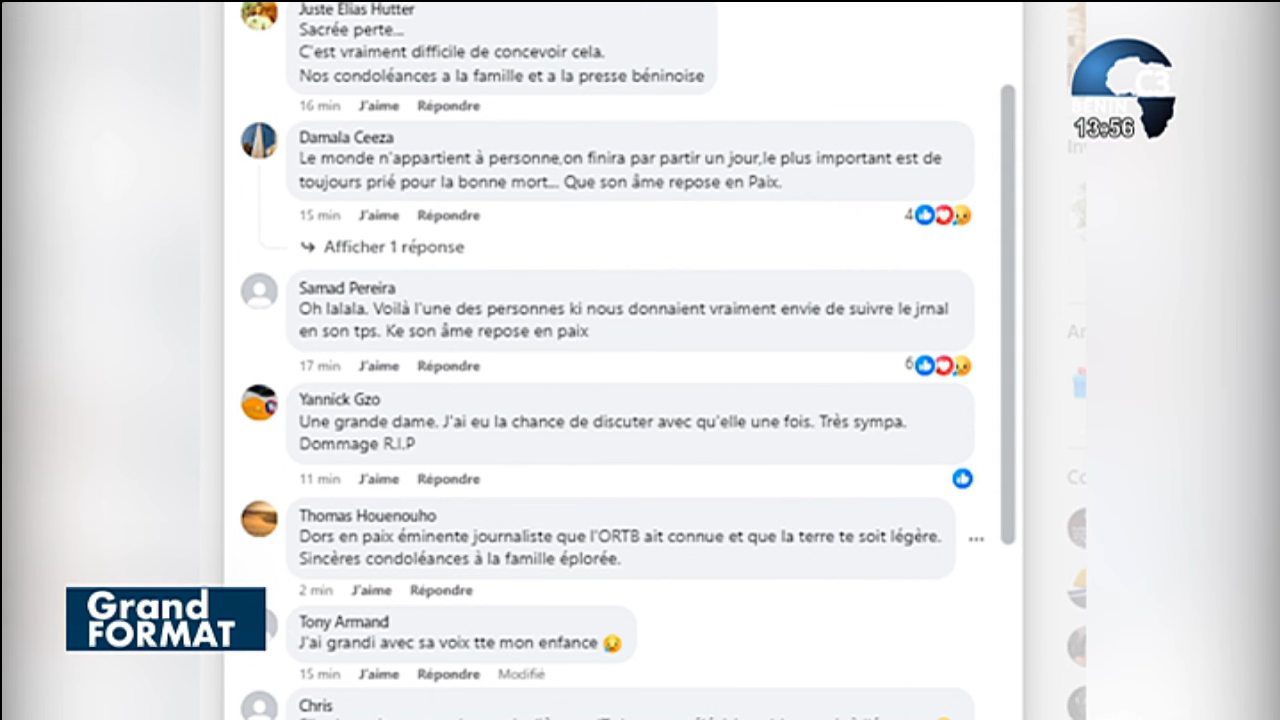 Juste Elias Hutter
Sacrée perte...
C'est vraiment difficile de concevoir cela.
Nos condoléances a la famille et a la presse béninoise
16 min J'aime Répondre
Damala Ceeza
Le monde n'appartient à personne,on finira par partir un jour,le plus important est de
toujours prié pour la bonne mort... Que son âme repose en Paix.
15 min J'aime Répondre
4
Afficher 1 réponse
Samad Pereira
Oh lalala. Voilà l'une des personnes ki nous donnaient vraiment envie de suivre le jrnal
en son tps. Ke son âme repose en paix
17 min J'aime Répondre
6
Yannick Gzo
Une grande dame. J'ai eu la chance de discuter avec qu'elle une fois. Très sympa.
Dommage R.I.P
11 min J'aime Répondre
Thomas Houenouho
Dors en paix éminente journaliste que l'ORTB ait connue et que la terre te soit légère.
Sincères condoléances à la famille éplorée.
2 min J'aime Répondre
Tony Armand
J'ai grandi avec sa voix tte mon enfance 😢
15 min J'aime Répondre Modifié
Chris
C3
BENIN
13:56
In
Ar
Co
Grand
FORMAT